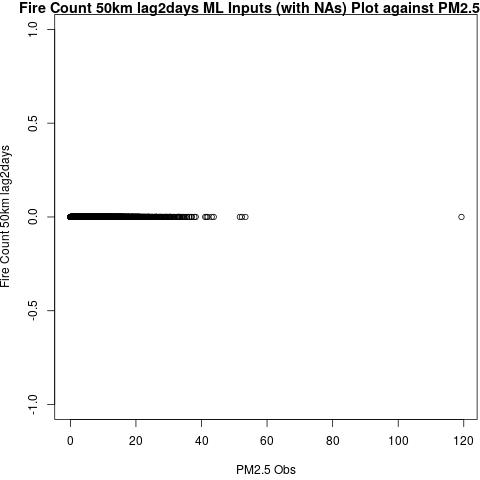 Fire Count 50km lag2days ML Inputs (with NAs) Plot against PM2.5
Fire Count 50km lag2days
1.0
0.5
0.0
-0.5
-1.0
0 20 40 60 80 100 120
PM2.5 Obs